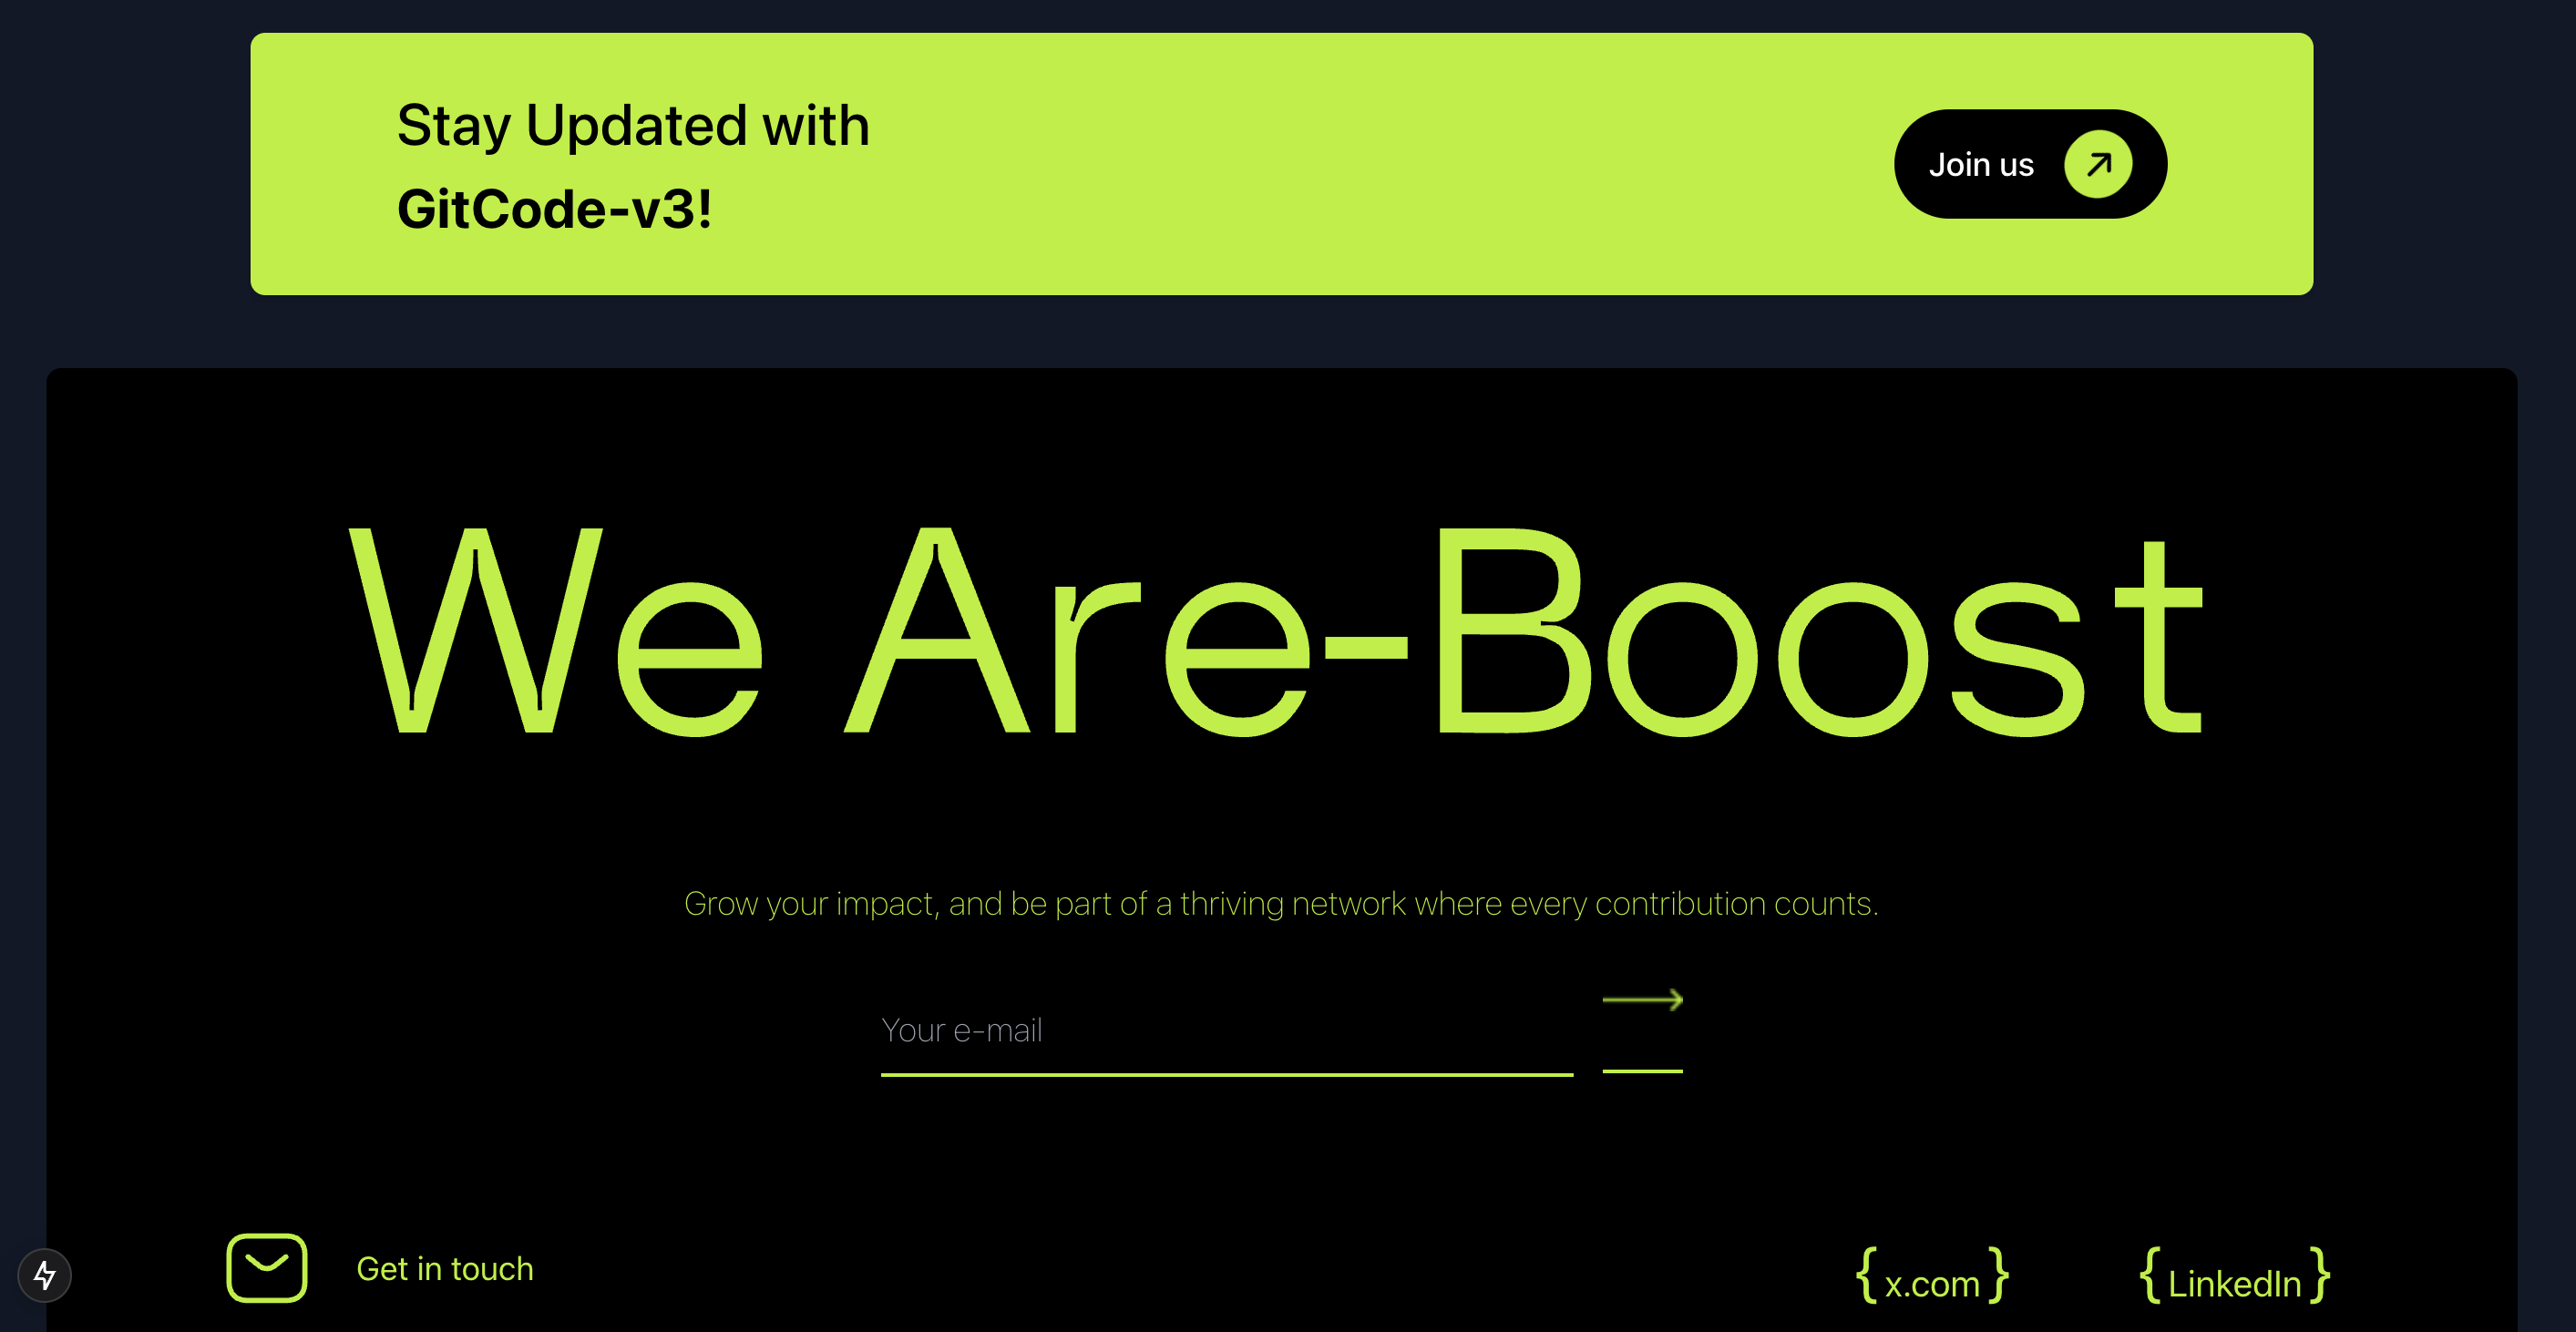 Stay Updated with
GitCode-v3!
Join us
We Are-Boost
Grow your impact, and be part of a thriving network where every contribution counts.
Your e-mail
Get in touch
{x.com}
{LinkedIn}